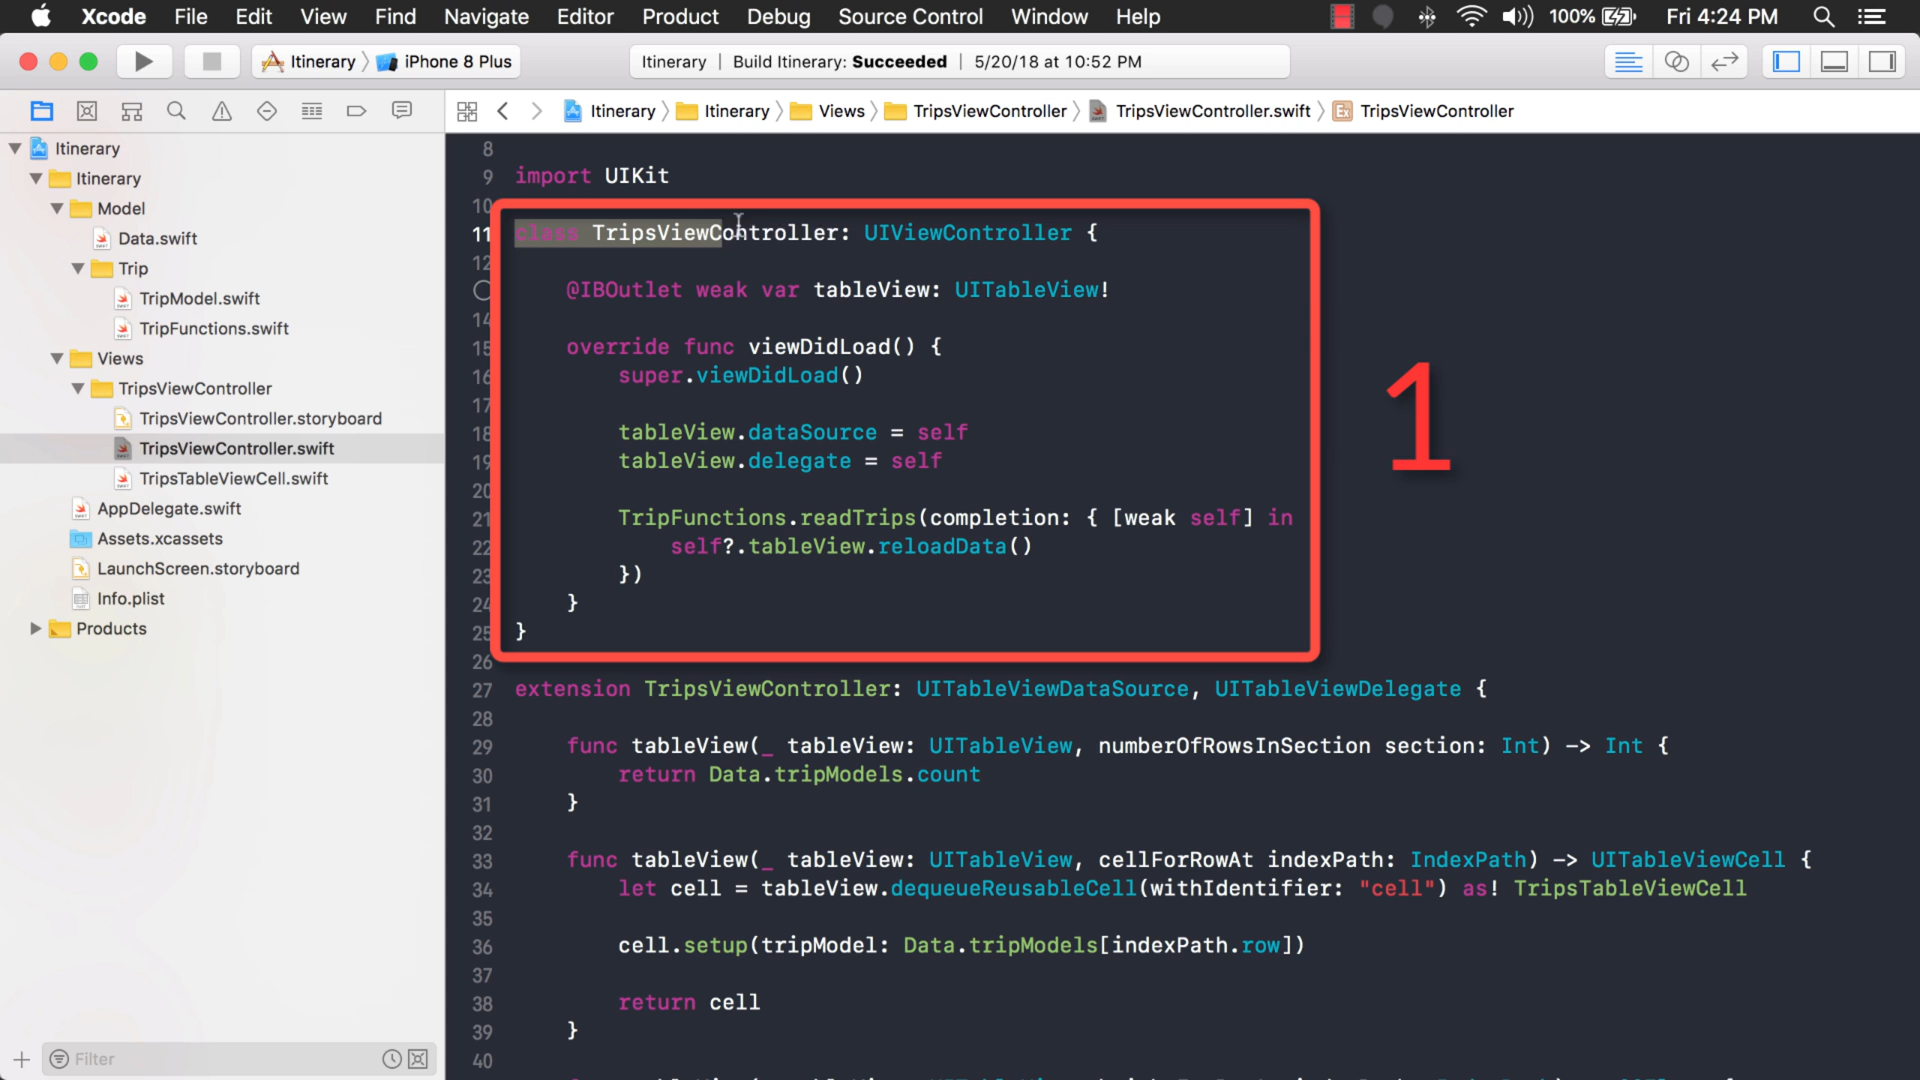 Xcode File Edit View Find Navigate Editor Product Debug Source Control Window Help 100% Fri 4:24 PM
Itinerary iPhone 8 Plus Itinerary | Build Itinerary: Succeeded | 5/20/18 at 10:52 PM
Itinerary Itinerary Views TripsViewController TripsViewController.swift Ex TripsViewController
Itinerary
Itinerary
Model
Data.swift
Trip
TripModel.swift
TripFunctions.swift
Views
TripsViewController
TripsViewController.storyboard
TripsViewController.swift
TripsTableViewCell.swift
AppDelegate.swift
Assets.xcassets
LaunchScreen.storyboard
Info.plist
Products
Filter
8
9 import UIKit
10
11 class TripsViewController: UIViewController {
12
@IBOutlet weak var tableView: UITableView!
14
15 override func viewDidLoad() {
16 super.viewDidLoad()
17
18 tableView.dataSource = self
19 tableView.delegate = self
20
21 TripFunctions.readTrips(completion: { [weak self] in
22 self?.tableView.reloadData()
23 })
24 }
25 }
26
27 extension TripsViewController: UITableViewDataSource, UITableViewDelegate {
28
29 func tableView(_ tableView: UITableView, numberOfRowsInSection section: Int) -> Int {
30 return Data.tripModels.count
31 }
32
33 func tableView(_ tableView: UITableView, cellForRowAt indexPath: IndexPath) -> UITableViewCell {
34 let cell = tableView.dequeueReusableCell(withIdentifier: "cell") as! TripsTableViewCell
35
36 cell.setup(tripModel: Data.tripModels[indexPath.row])
37
38 return cell
39 }
40
1